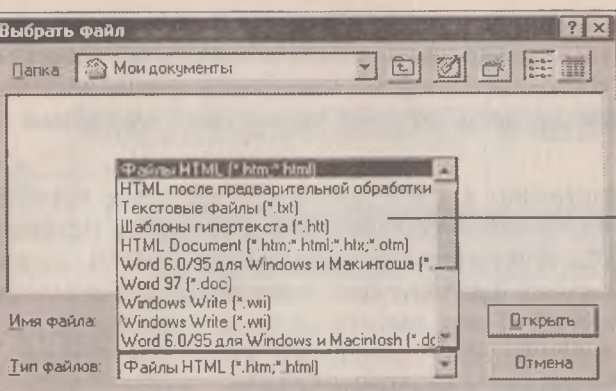 Выбрать файл
Папка: Мои документы
Файлы HTML (*.htm;*.html)
HTML после предварительной обработки
Текстовые файлы (*.txt)
Шаблоны гипертекста (*.htt)
HTML Document (*.htm;*.html;*.htx;*.otm)
Word 6.0/95 для Windows и Макинтоша (*.
Word 97 (*.doc)
Windows Write (*.wri)
Windows Write (*.wri)
Word 6.0/95 для Windows и Macintosh (*.dc
Имя файла:
Открыть
Тип файлов: Файлы HTML (*.htm;*.html)
Отмена